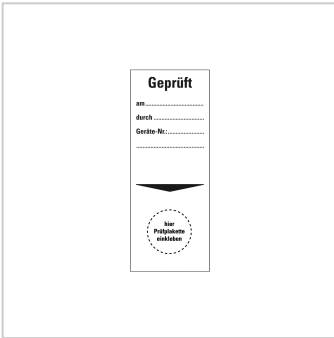 Geprüft
am........................
durch ....................
Geräte-Nr.:...............
............................
hier
Prüfplakette
einkleben